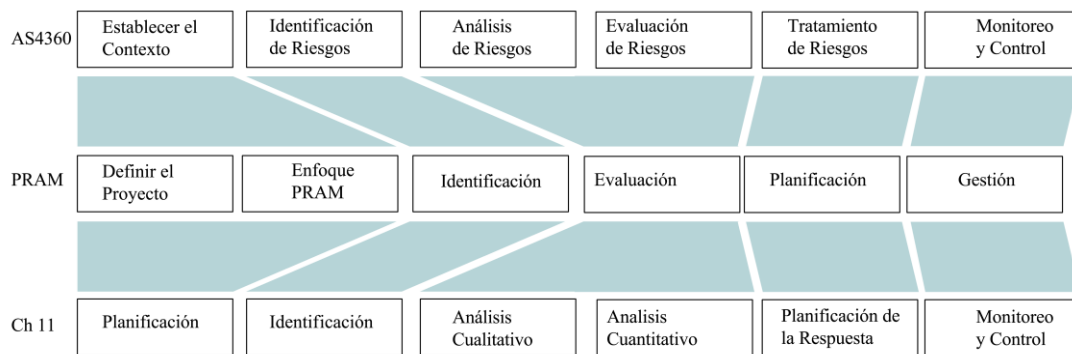 AS4360
Establecer el
Contexto
Identificación
de Riesgos
Análisis
de Riesgos
Evaluación
de Riesgos
Tratamiento
de Riesgos
Monitoreo
y Control
PRAM
Definir el
Proyecto
Enfoque
PRAM
Identificación
Evaluación
Planificación
Gestión
Ch 11
Planificación
Identificación
Análisis
Cualitativo
Analisis
Cuantitativo
Planificación de
la Respuesta
Monitoreo
y Control